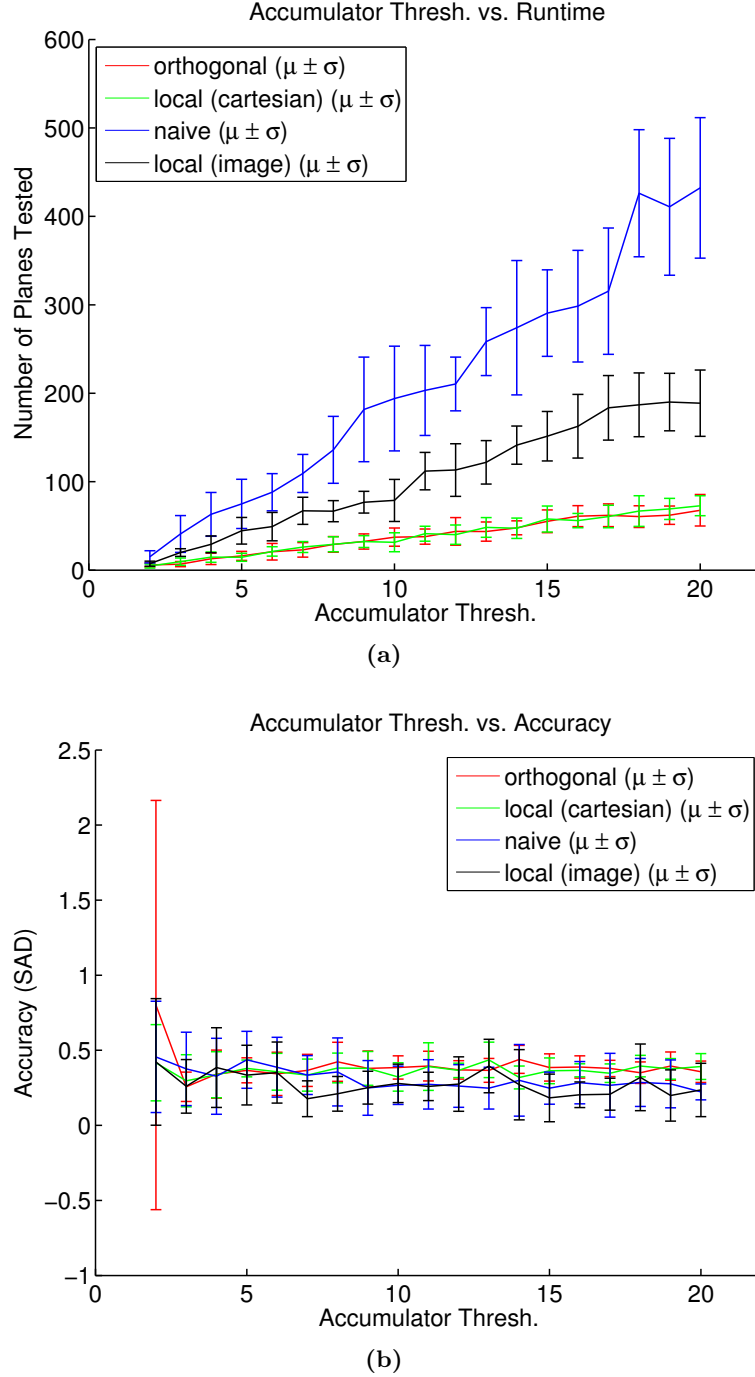 Accumulator Thresh. vs. Runtime
600
500
400
300
200
100
0
Number of Planes Tested
orthogonal (μ ± σ)
local (cartesian) (μ ± σ)
naive (μ ± σ)
local (image) (μ ± σ)
0 5 10 15 20
Accumulator Thresh.
(a)
Accumulator Thresh. vs. Accuracy
2.5
2
1.5
1
0.5
0
−0.5
−1
Accuracy (SAD)
orthogonal (μ ± σ)
local (cartesian) (μ ± σ)
naive (μ ± σ)
local (image) (μ ± σ)
0 5 10 15 20
Accumulator Thresh.
(b)